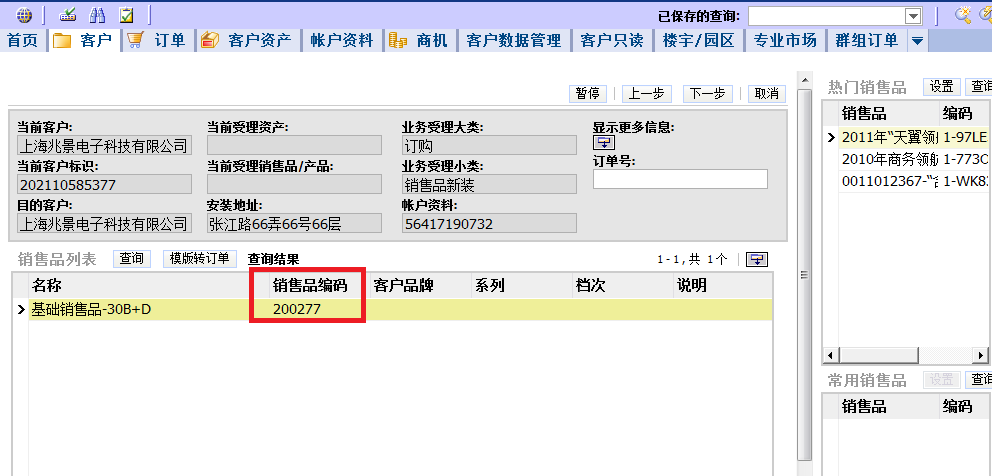 已保存的查询:
首页 客户 订单 客户资产 帐户资料 商机 客户数据管理 客户只读 楼宇/园区 专业市场 群组订单
暂停 上一步 下一步 取消
当前客户: 当前受理资产: 业务受理大类: 显示更多信息:
上海兆景电子科技有限公司 订购
当前客户标识: 当前受理销售品/产品: 业务受理小类: 订单号:
202110585377 销售品新装
目的客户: 安装地址: 帐户资料:
上海兆景电子科技有限公司 张江路66弄66号66层 56417190732
销售品列表 查询 模版转订单 查询结果 1-1,共 1个
名称 销售品编码 客户品牌 系列 档次 说明
基础销售品-30B+D 200277
热门销售品 设置 查询
销售品 编码
2011年“天翼领航 1-97LE
2010年商务领航 1-773C
0011012367-“ 1-WK8
常用销售品 设置 查询
销售品 编码